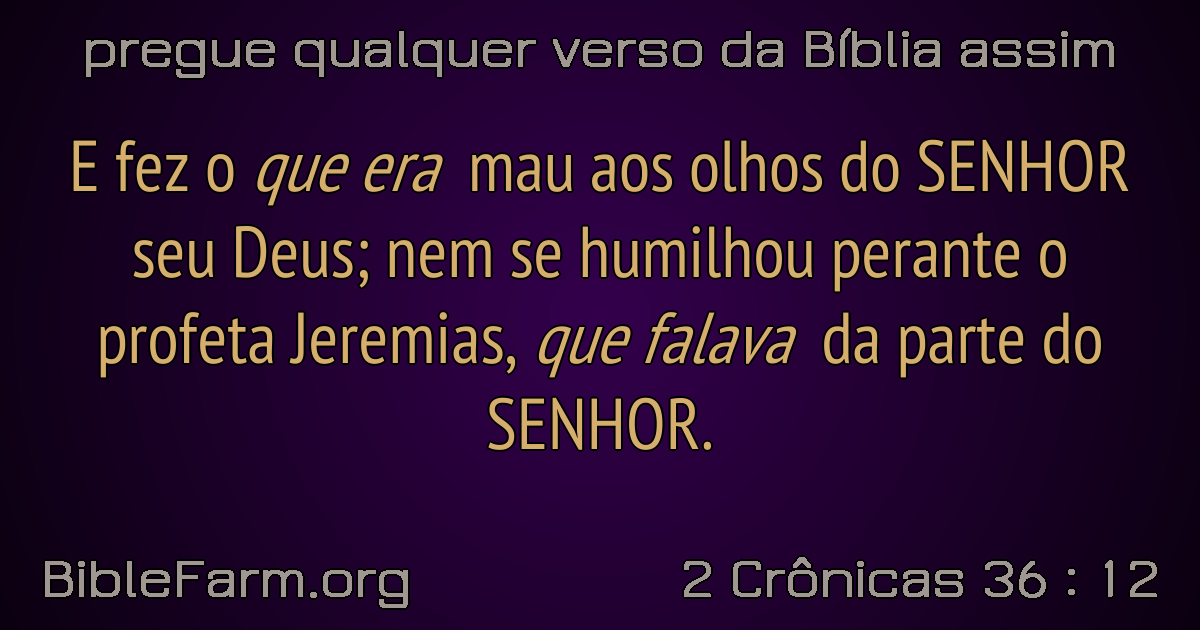 pregue qualquer verso da Bíblia assim
E fez o que era mau aos olhos do SENHOR
seu Deus; nem se humilhou perante o
profeta Jeremias, que falava da parte do
SENHOR.
BibleFarm.org
2 Crônicas 36 : 12